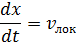 dx/dt = v_лок